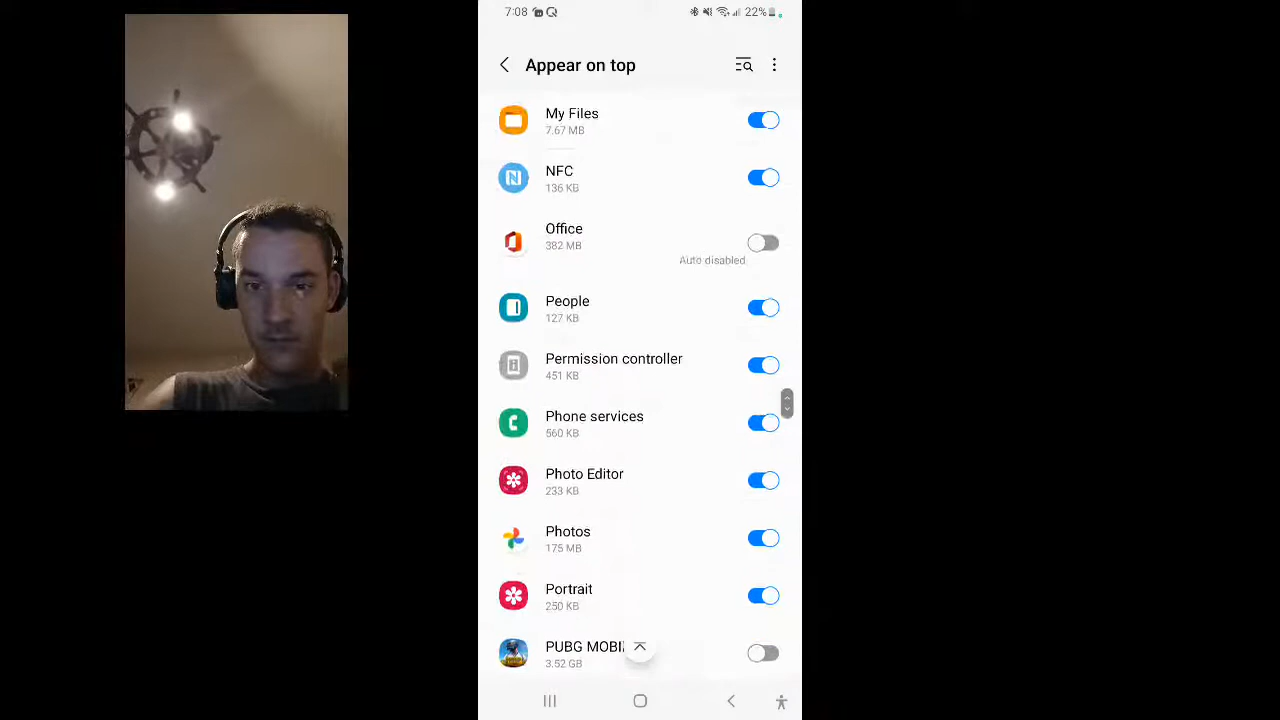 7:08
22%
Appear on top
My Files
7.67 MB
NFC
136 KB
Office
382 MB
Auto disabled
People
127 KB
Permission controller
451 KB
Phone services
560 KB
Photo Editor
233 KB
Photos
175 MB
Portrait
250 KB
PUBG MOBI
3.52 GB